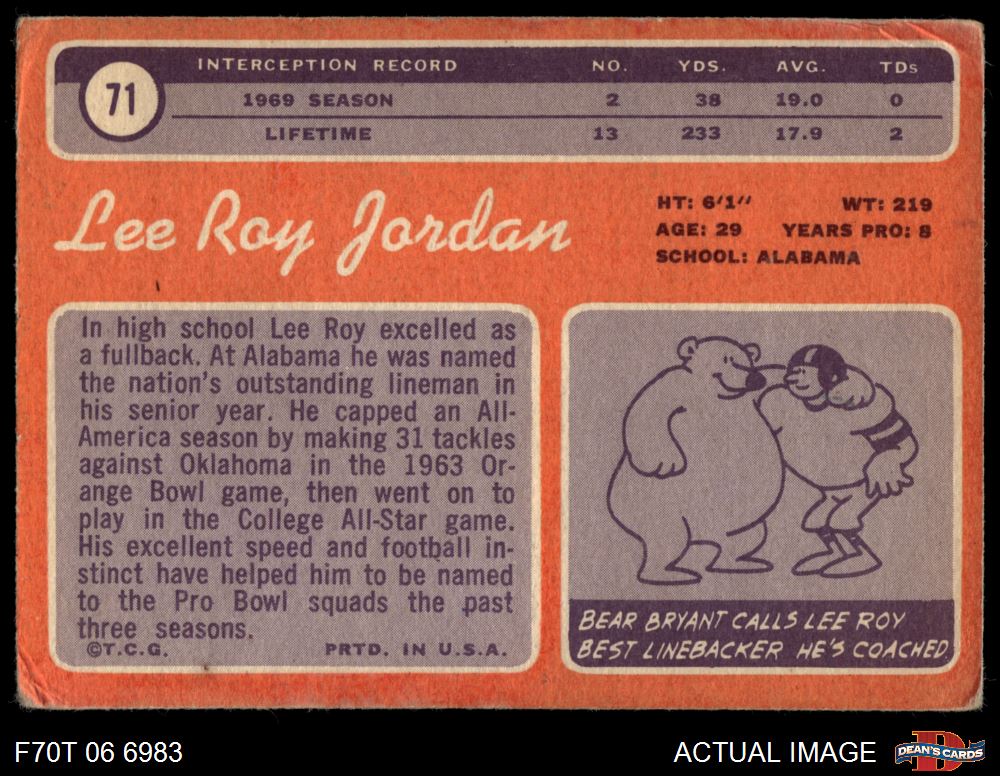 71
INTERCEPTION RECORD NO. YDS. AVG. TDs
1969 SEASON 2 38 19.0 0
LIFETIME 13 233 17.9 2
Lee Roy Jordan
HT: 6'1" WT: 219
AGE: 29 YEARS PRO: 8
SCHOOL: ALABAMA
In high school Lee Roy excelled as
a fullback. At Alabama he was named
the nation's outstanding lineman in
his senior year. He capped an All-
America season by making 31 tackles
against Oklahoma in the 1963 Or-
ange Bowl game, then went on to
play in the College All-Star game.
His excellent speed and football in-
stinct have helped him to be named
to the Pro Bowl squads the past
three seasons.
©T.C.G. PRTD. IN U.S.A.
BEAR BRYANT CALLS LEE ROY
BEST LINEBACKER HE'S COACHED
F70T 06 6983
ACTUAL IMAGE
D
DEAN'S CARDS